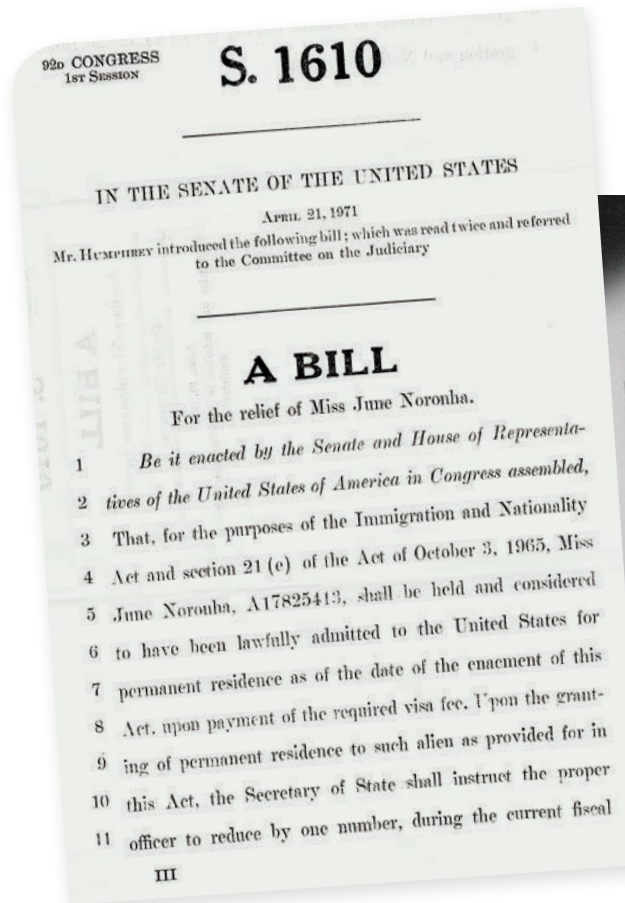 92D CONGRESS
1ST SESSION
S. 1610
IN THE SENATE OF THE UNITED STATES
APRIL 21, 1971
Mr. HUMPHREY introduced the following bill; which was read twice and referred
to the Committee on the Judiciary
A BILL
For the relief of Miss June Noronha.
1 Be it enacted by the Senate and House of Representa-
2 tives of the United States of America in Congress assembled,
3 That, for the purposes of the Immigration and Nationality
4 Act and section 21 (e) of the Act of October 3, 1965, Miss
5 June Noronha, A17825413, shall be held and considered
6 to have been lawfully admitted to the United States for
7 permanent residence as of the date of the enacment of this
8 Act, upon payment of the required visa fee. Upon the grant-
9 ing of permanent residence to such alien as provided for in
10 this Act, the Secretary of State shall instruct the proper
11 officer to reduce by one number, during the current fiscal
III